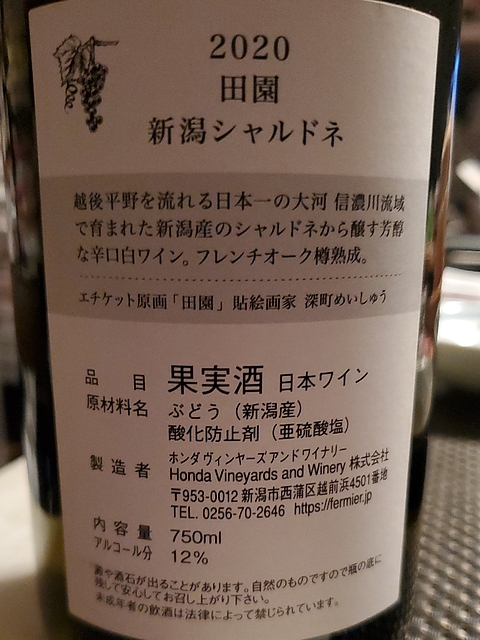 2020
田園
新潟シャルドネ
越後平野を流れる日本一の大河 信濃川流域
で育まれた新潟産のシャルドネから醸す芳醇
な辛口白ワイン。フレンチオーク樽熟成。
エチケット原画「田園」貼絵画家 深町めいしゅう
品目 果実酒 日本ワイン
原材料名 ぶどう（新潟産）
酸化防止剤（亜硫酸塩）
製造者 ホンダ ヴィンヤーズ アンド ワイナリー
Honda Vineyards and Winery 株式会社
〒953-0012 新潟市西蒲区越前浜4501番地
TEL. 0256-70-2646 https://fermier.jp
内容量 750ml
アルコール分 12%
澱や酒石が出ることがあります。自然のものですので瓶の底に
残して安心してお召し上がり下さい。
未成年者の飲酒は法律によって禁じられています。